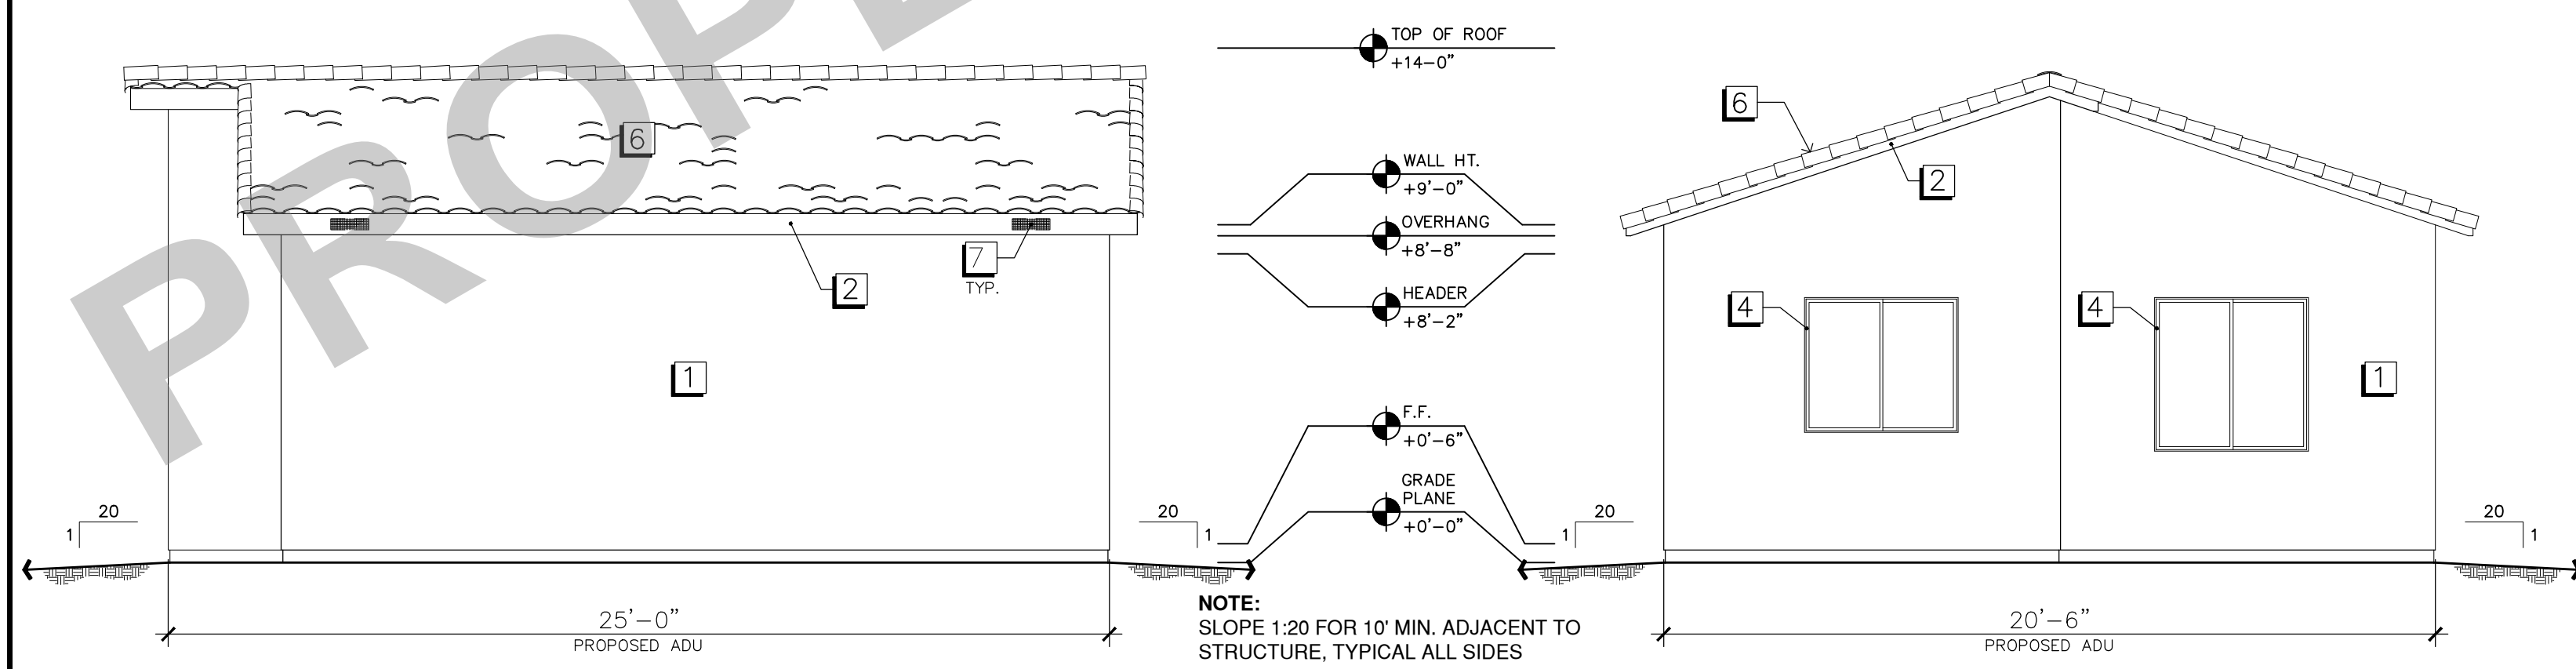 PROPE
6
7
TYP.
2
1
1
20
20
1
25'-0"
PROPOSED ADU
TOP OF ROOF
+14-0"
WALL HT.
+9'-0"
OVERHANG
+8'-8"
HEADER
+8'-2"
F.F.
+0'-6"
GRADE
PLANE
+0'-0"
NOTE:
SLOPE 1:20 FOR 10' MIN. ADJACENT TO
STRUCTURE, TYPICAL ALL SIDES
6
2
4
4
1
1
20
20
1
20'-6"
PROPOSED ADU